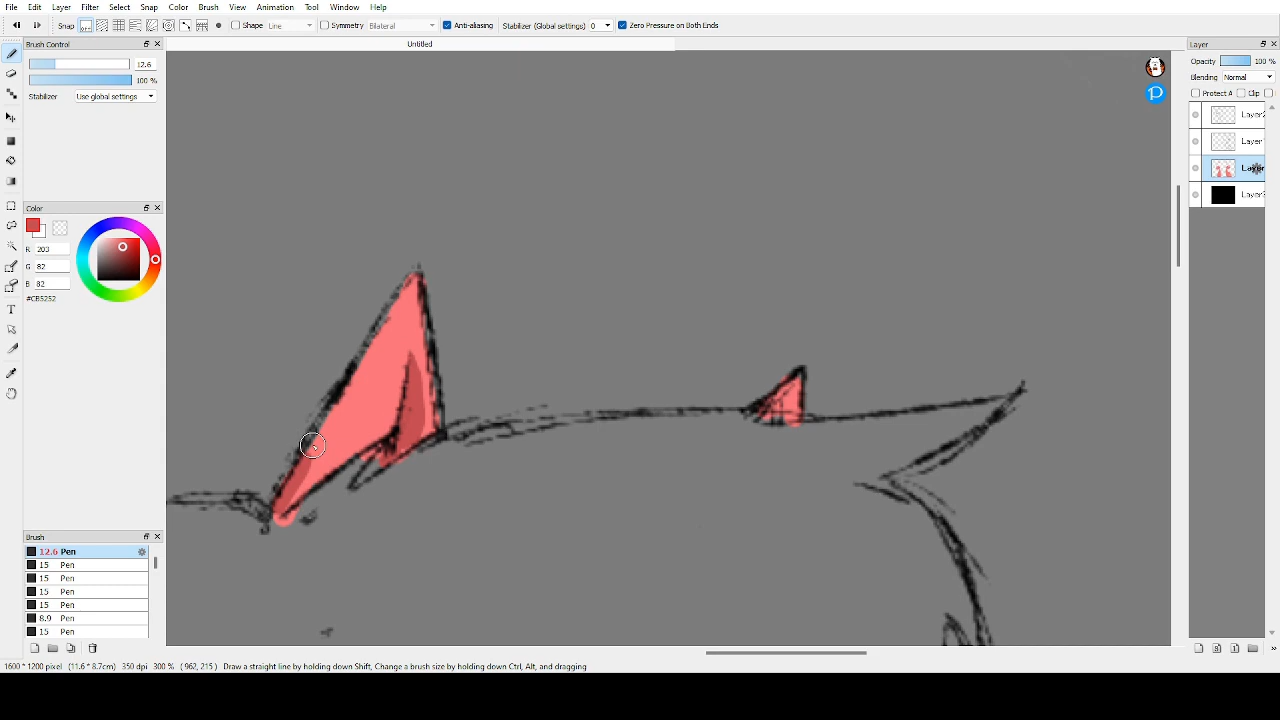 File Edit Layer Filter Select Snap Color Brush View Animation Tool Window Help
Snap Shape Line Symmetry Bilateral Anti-aliasing Stabilizer (Global settings) 0 Zero Pressure on Both Ends
Brush Control
Untitled
Layer
12.6
Opacity 100 %
100 %
Blending Normal
Stabilizer Use global settings
Protect A Clip
Layer2
Layer
Layer
Layer
Color
R 203
G 82
B 82
#CB5252
Brush
12.6 Pen
15 Pen
15 Pen
15 Pen
15 Pen
8.9 Pen
15 Pen
1600 * 1200 pixel (11.6 * 8.7cm) 350 dpi 300 % ( 962, 215 ) Draw a straight line by holding down Shift, Change a brush size by holding down Ctrl, Alt, and dragging